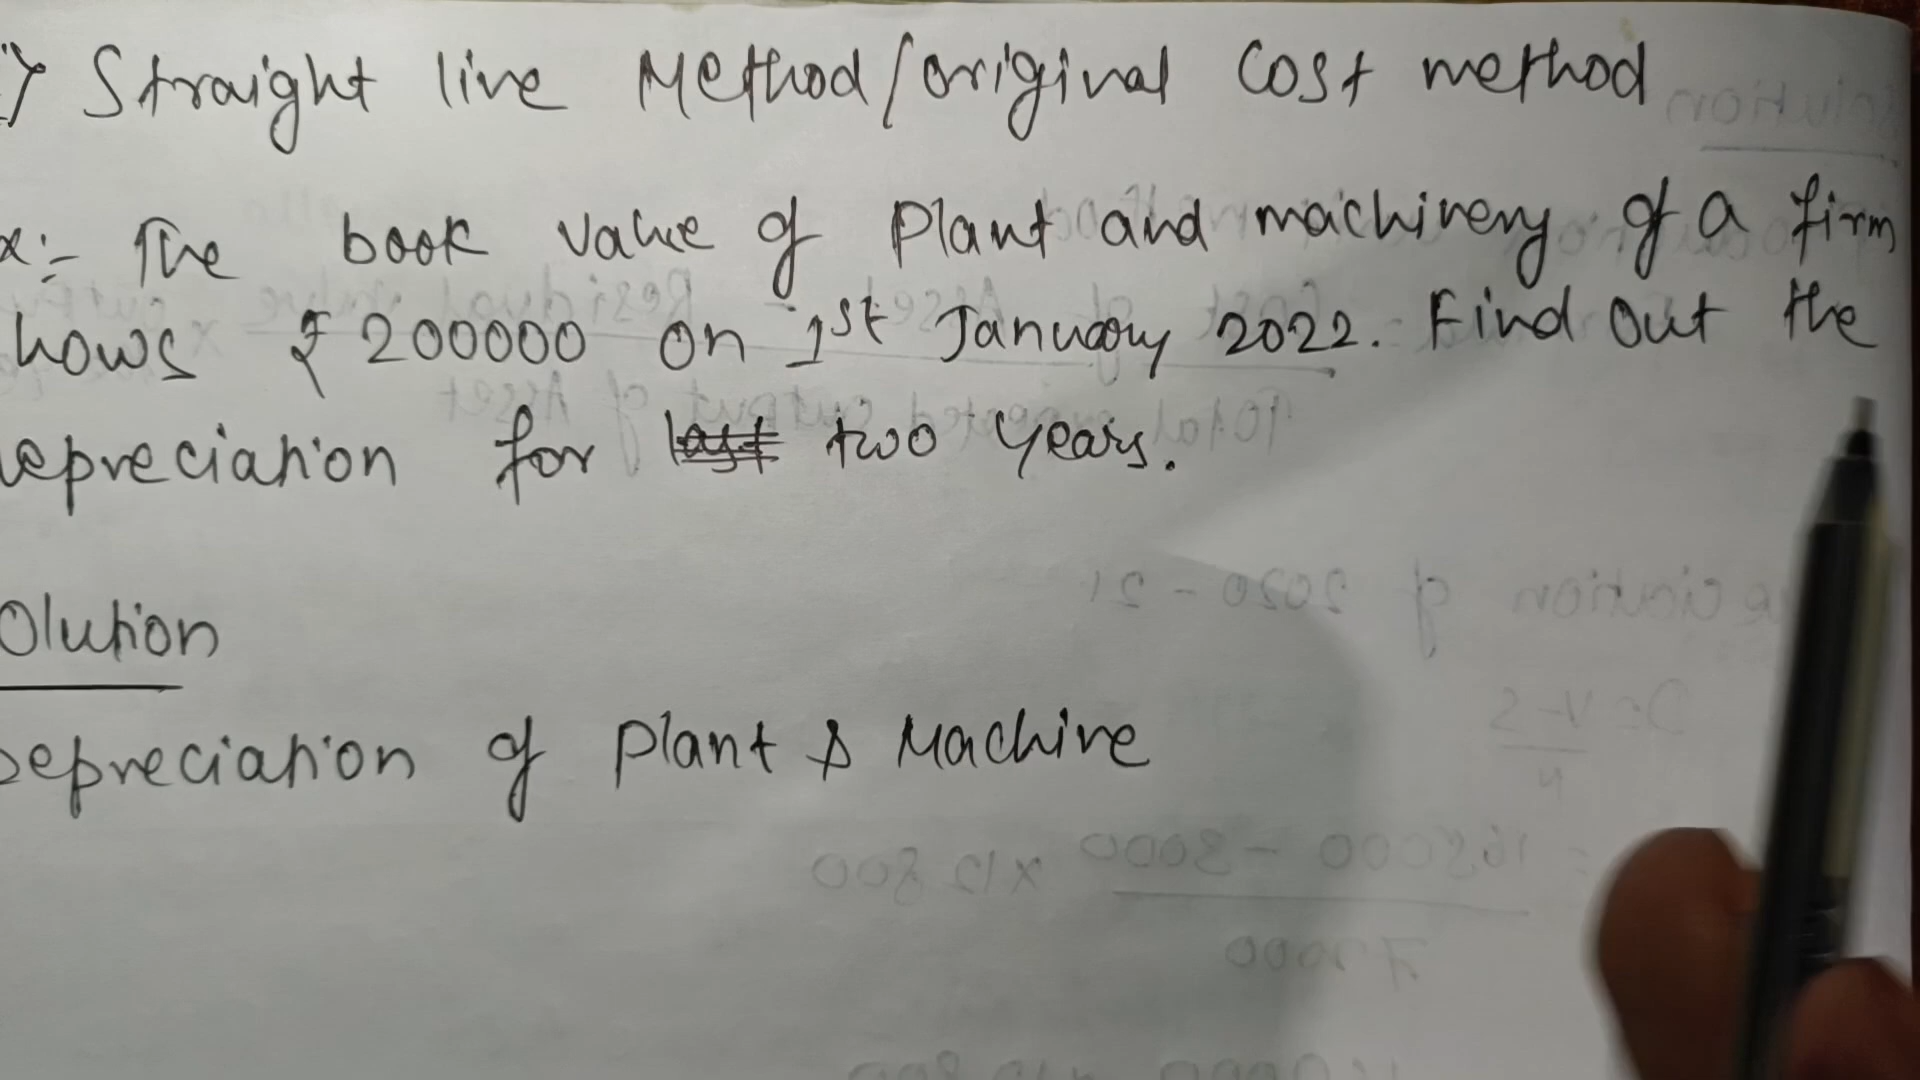 Straight line Method/original Cost method
x:- The book value of plant and machinery of a firm
hows ₹ 200000 on 1st January 2022. Find out the
epreciation for last two years.
olution
Depreciation of plant & Machine